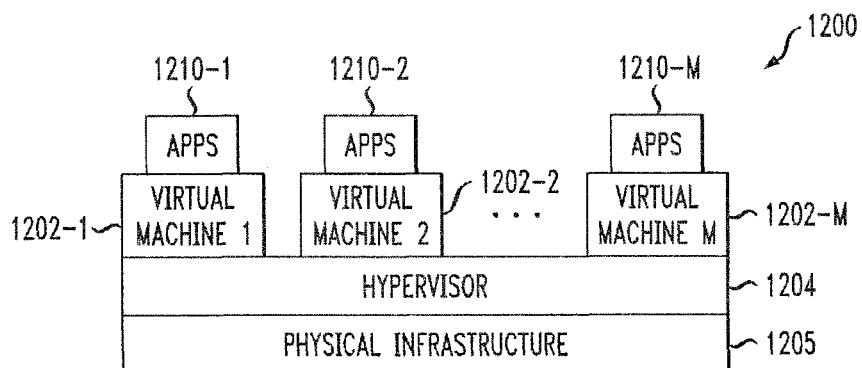 1200
1210-1 1210-2 1210-M
APPS APPS APPS
VIRTUAL MACHINE 1
VIRTUAL MACHINE 2
VIRTUAL MACHINE M
1202-1
1202-2
. . .
1202-M
HYPERVISOR 1204
PHYSICAL INFRASTRUCTURE 1205